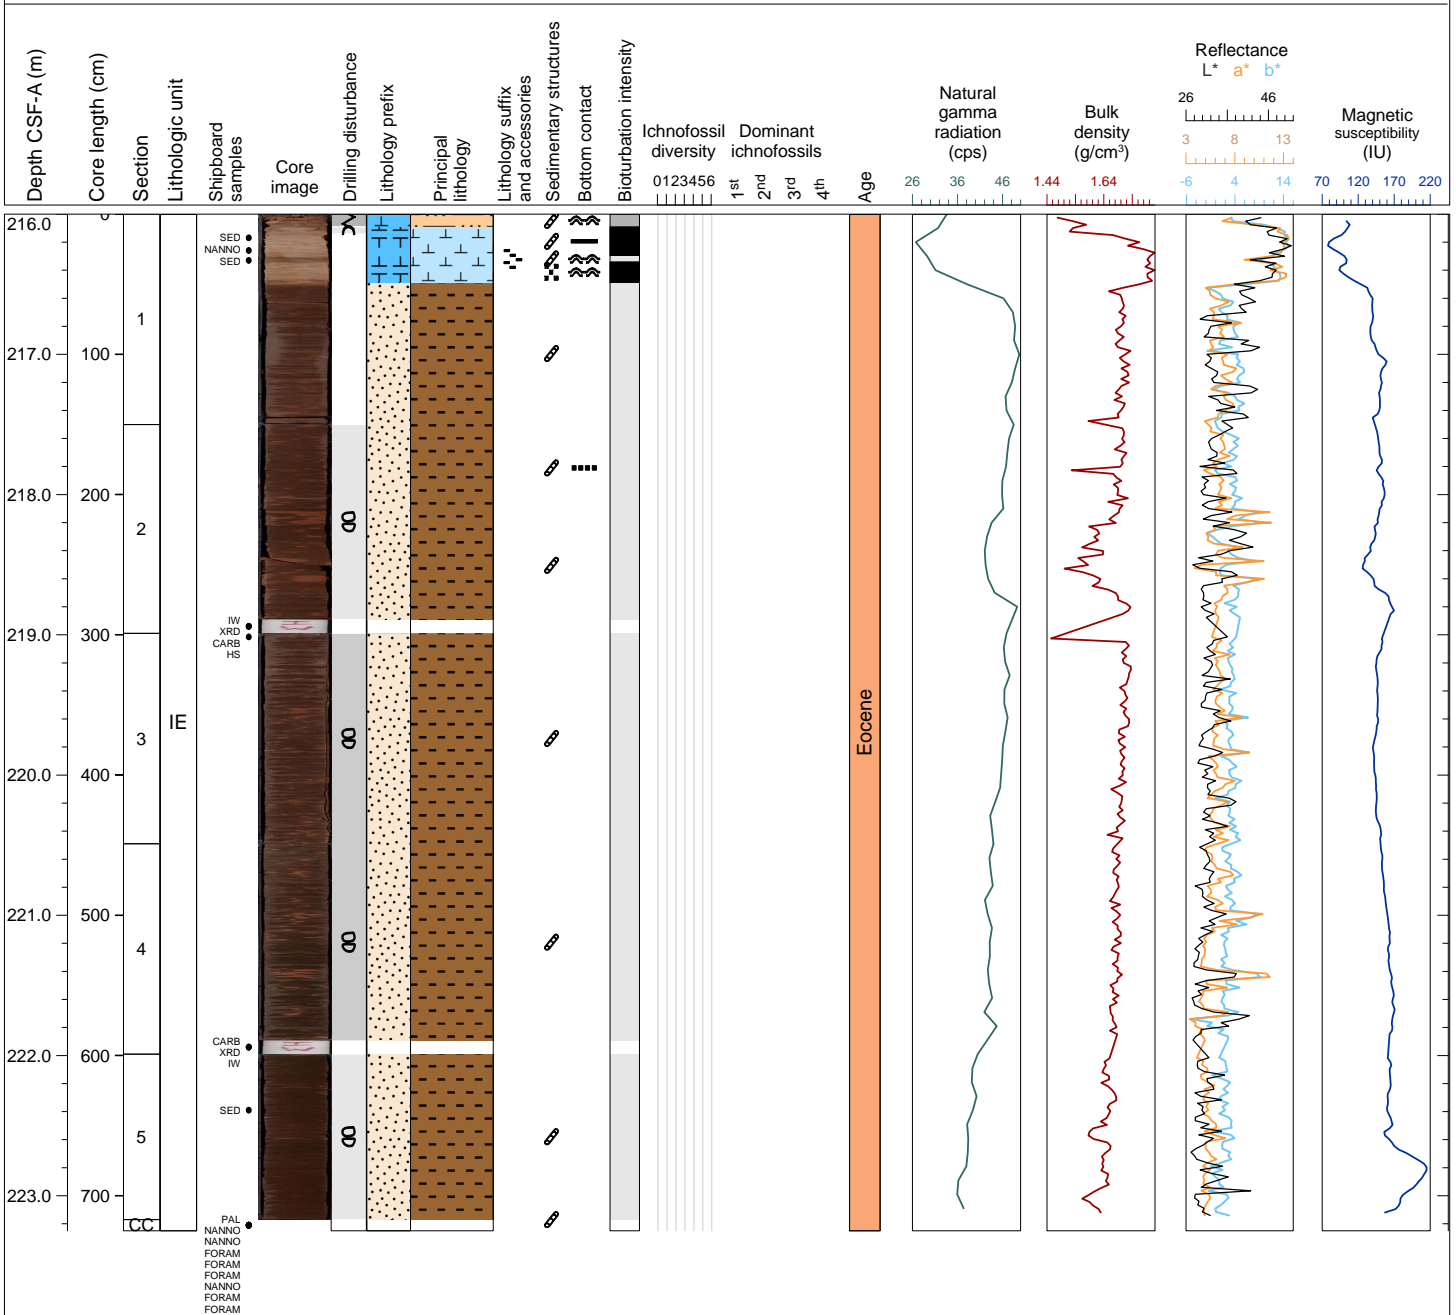 Depth CSF-A (m)
Core length (cm)
Section
Lithologic unit
Shipboard
samples
Core
image
Drilling disturbance
Lithology prefix
Principal
lithology
Lithology suffix
and accessories
Sedimentary structures
Bottom contact
Bioturbation intensity
Ichnofossil
diversity
0123456
Dominant
ichnofossils
1st
2nd
3rd
4th
Age
Natural
gamma
radiation
(cps)
26 36 46
Bulk
density
(g/cm³)
1.44 1.64
Reflectance
L* a* b*
26 46
3 8 13
-6 4 14
Magnetic
susceptibility
(IU)
70 120 170 220
216.0
217.0
218.0
219.0
220.0
221.0
222.0
223.0
0
100
200
300
400
500
600
700
1
2
3
4
5
CC
IE
SED
NANNO
SED
IW
XRD
CARB
HS
CARB
XRD
IW
SED
PAL
NANNO
NANNO
FORAM
FORAM
FORAM
NANNO
FORAM
FORAM
Eocene